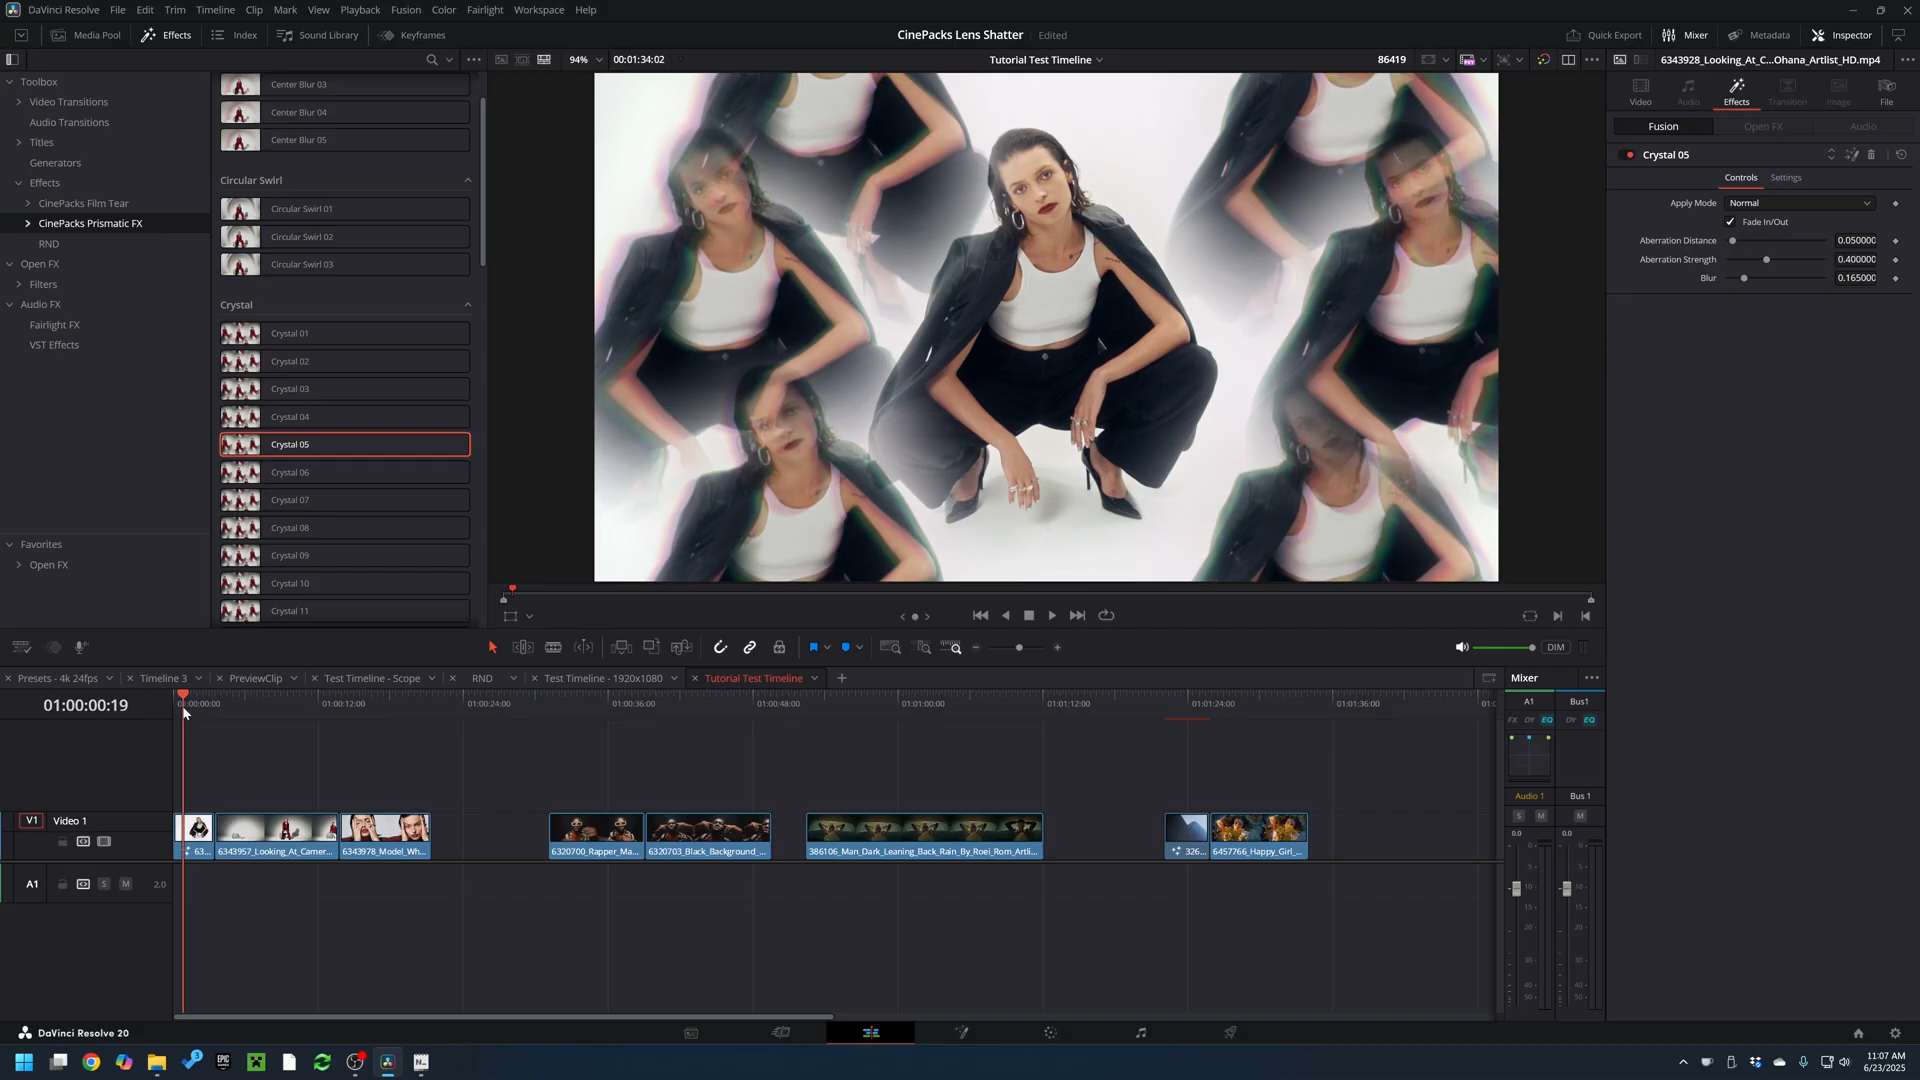 DaVinci Resolve File Edit Trim Timeline Clip Mark View Playback Fusion Color Fairlight Workspace Help
Media Pool Effects Index Sound Library Keyframes CinePacks Lens Shatter Edited Quick Export Mixer Metadata Inspector
94% 00:01:34:02 Tutorial Test Timeline 86419 6343928_Looking_At_C...Ohana_Artlist_HD.mp4
Toolbox
Video Transitions
Audio Transitions
Titles
Generators
Effects
CinePacks Film Tear
CinePacks Prismatic FX
RND
Open FX
Filters
Audio FX
Fairlight FX
VST Effects
Favorites
Open FX
Center Blur 03
Center Blur 04
Center Blur 05
Circular Swirl
Circular Swirl 01
Circular Swirl 02
Circular Swirl 03
Crystal
Crystal 01
Crystal 02
Crystal 03
Crystal 04
Crystal 05
Crystal 06
Crystal 07
Crystal 08
Crystal 09
Crystal 10
Crystal 11
Video Audio Effects Transition Image File
Fusion Open FX Audio
Crystal 05
Controls Settings
Apply Mode Normal
Fade In/Out
Aberration Distance 0.050000
Aberration Strength 0.400000
Blur 0.165000
DIM
Presets - 4k 24fps Timeline 3 PreviewClip Test Timeline - Scope RND Test Timeline - 1920x1080 Tutorial Test Timeline Mixer
01:00:00:19 01:00:12:00 01:00:24:00 01:00:36:00 01:00:48:00 01:01:00:00 01:01:12:00 01:01:24:00 01:01:36:00
A1 Bus1
FX DY EQ DY EQ
Audio 1 Bus 1
S M M
0.0 0.0
V1 Video 1
63... 6343957_Looking_At_Camer... 6343978_Model_Wh... 6320700_Rapper_Ma... 6320703_Black_Background_... 386106_Man_Dark_Leaning_Back_Rain_By_Roei_Rom_Artli... 326... 6457766_Happy_Girl_...
A1 S M 2.0
0
5
10
15
20
30
40
50
DaVinci Resolve 20
11:07 AM
6/23/2025